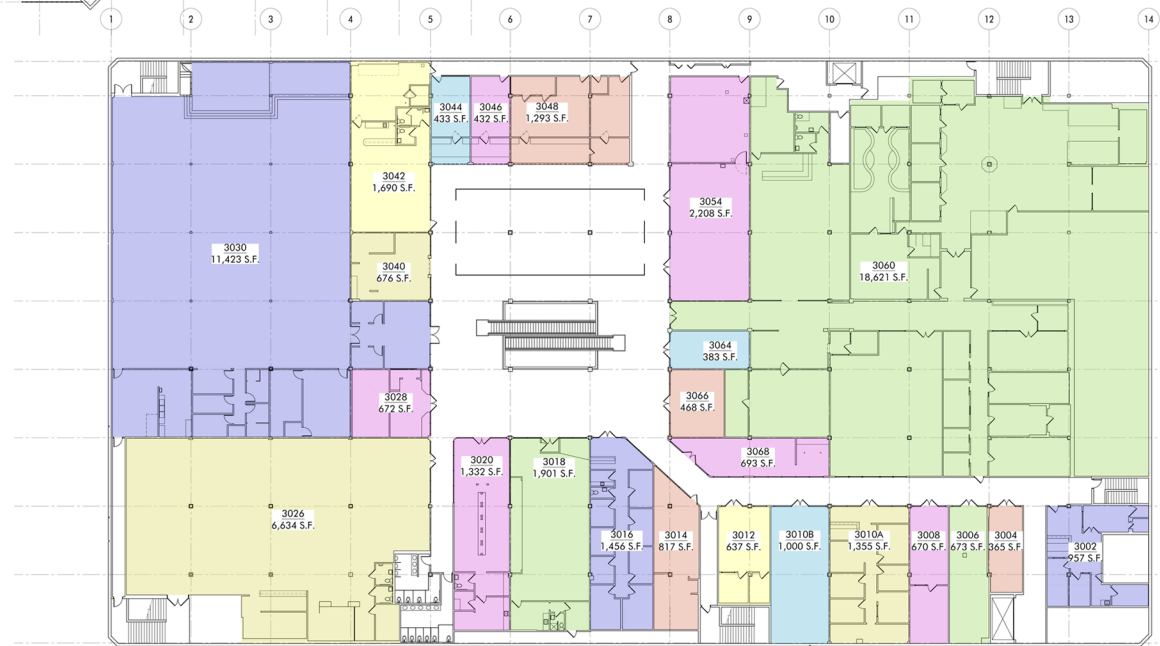 1 2 3 4 5 6 7 8 9 10 11 12 13 14
3044
433 S.F.
3046
432 S.F.
3048
1,293 S.F.
3042
1,690 S.F.
3054
2,208 S.F.
3030
11,423 S.F.
3040
676 S.F.
3060
18,621 S.F.
3064
383 S.F.
3028
672 S.F.
3066
468 S.F.
3068
693 S.F.
3020
1,332 S.F.
3018
1,901 S.F.
3026
6,634 S.F.
3016
1,456 S.F.
3014
817 S.F.
3012
637 S.F.
3010B
1,000 S.F.
3010A
1,355 S.F.
3008
670 S.F.
3006
673 S.F.
3004
365 S.F.
3002
957 S.F.